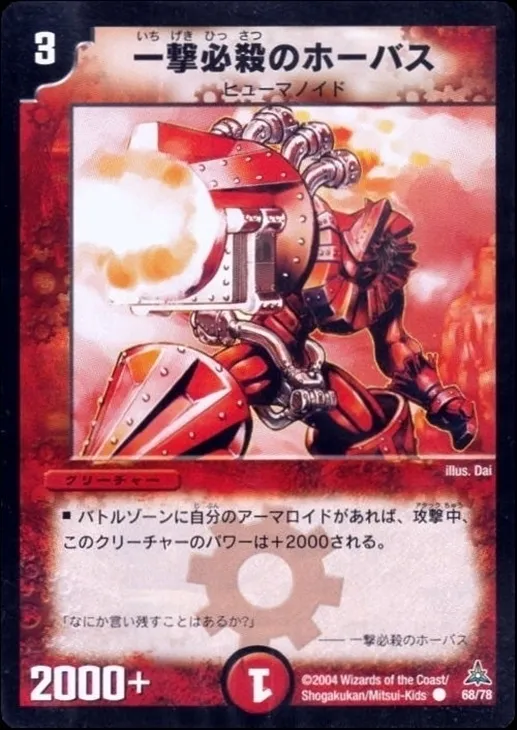 3
いち げき ひっ さつ
一撃必殺のホーバス
ヒューマノイド
illus. Dai
クリーチャー
■ バトルゾーンに自分のアーマロイドがあれば、攻撃中、
このクリーチャーのパワーは+2000される。
「なにか言い残すことはあるか?」
―― 一撃必殺のホーバス
2000+
1
©2004 Wizards of the Coast/
Shogakukan/Mitsui-Kids
68/78